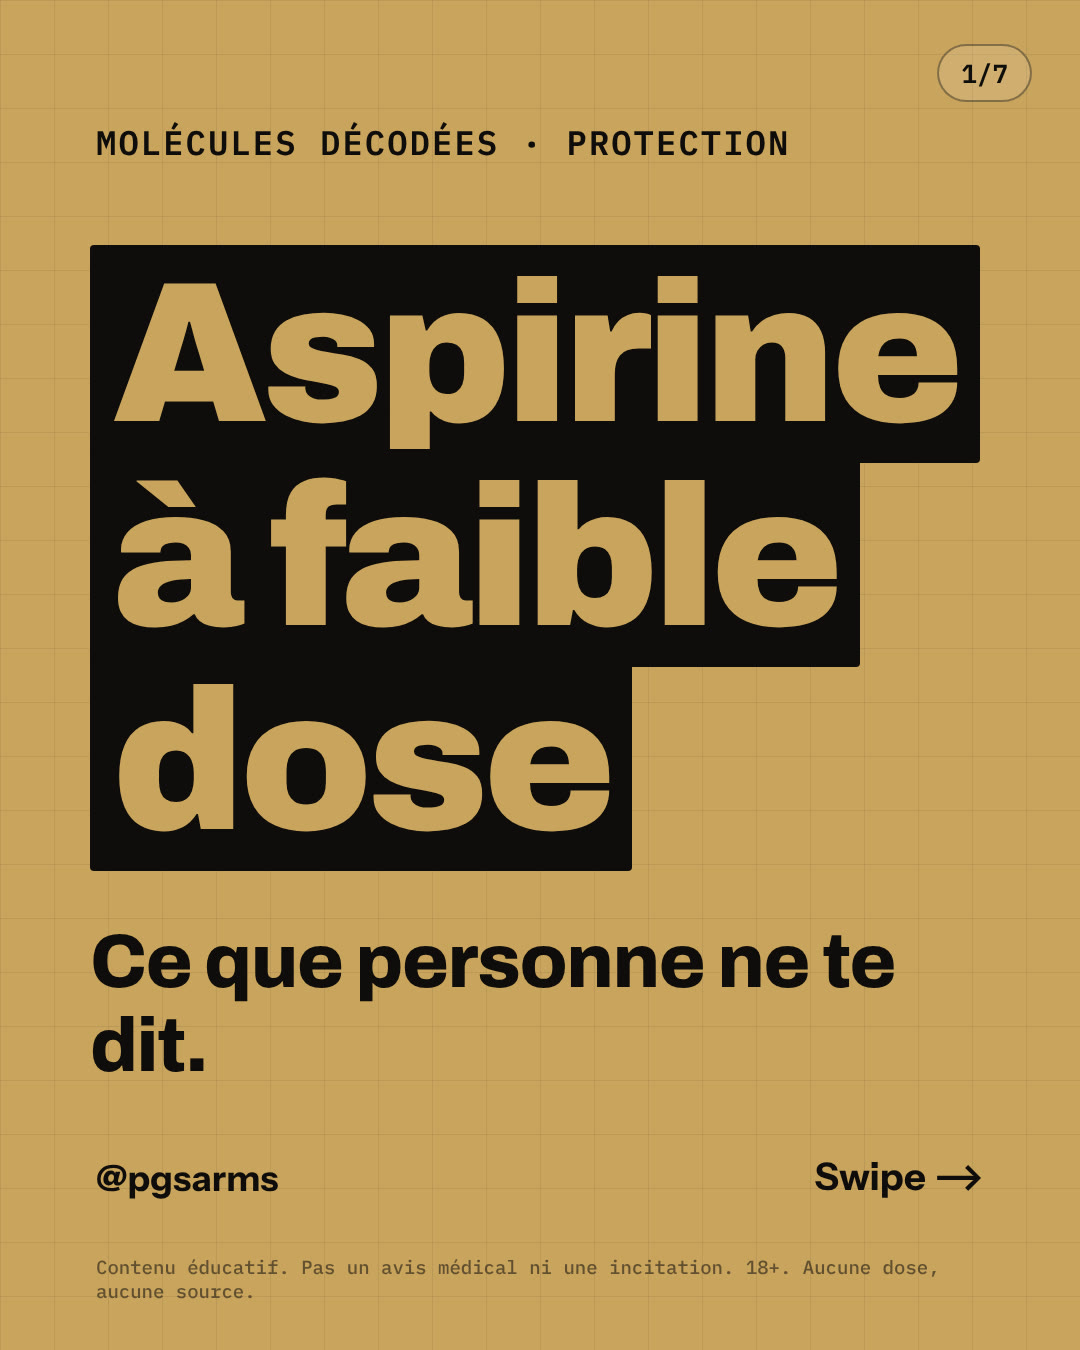 1/7
MOLÉCULES DÉCODÉES · PROTECTION
Aspirine
à faible
dose
Ce que personne ne te
dit.
@pgsarms
Swipe →
Contenu éducatif. Pas un avis médical ni une incitation. 18+. Aucune dose,
aucune source.